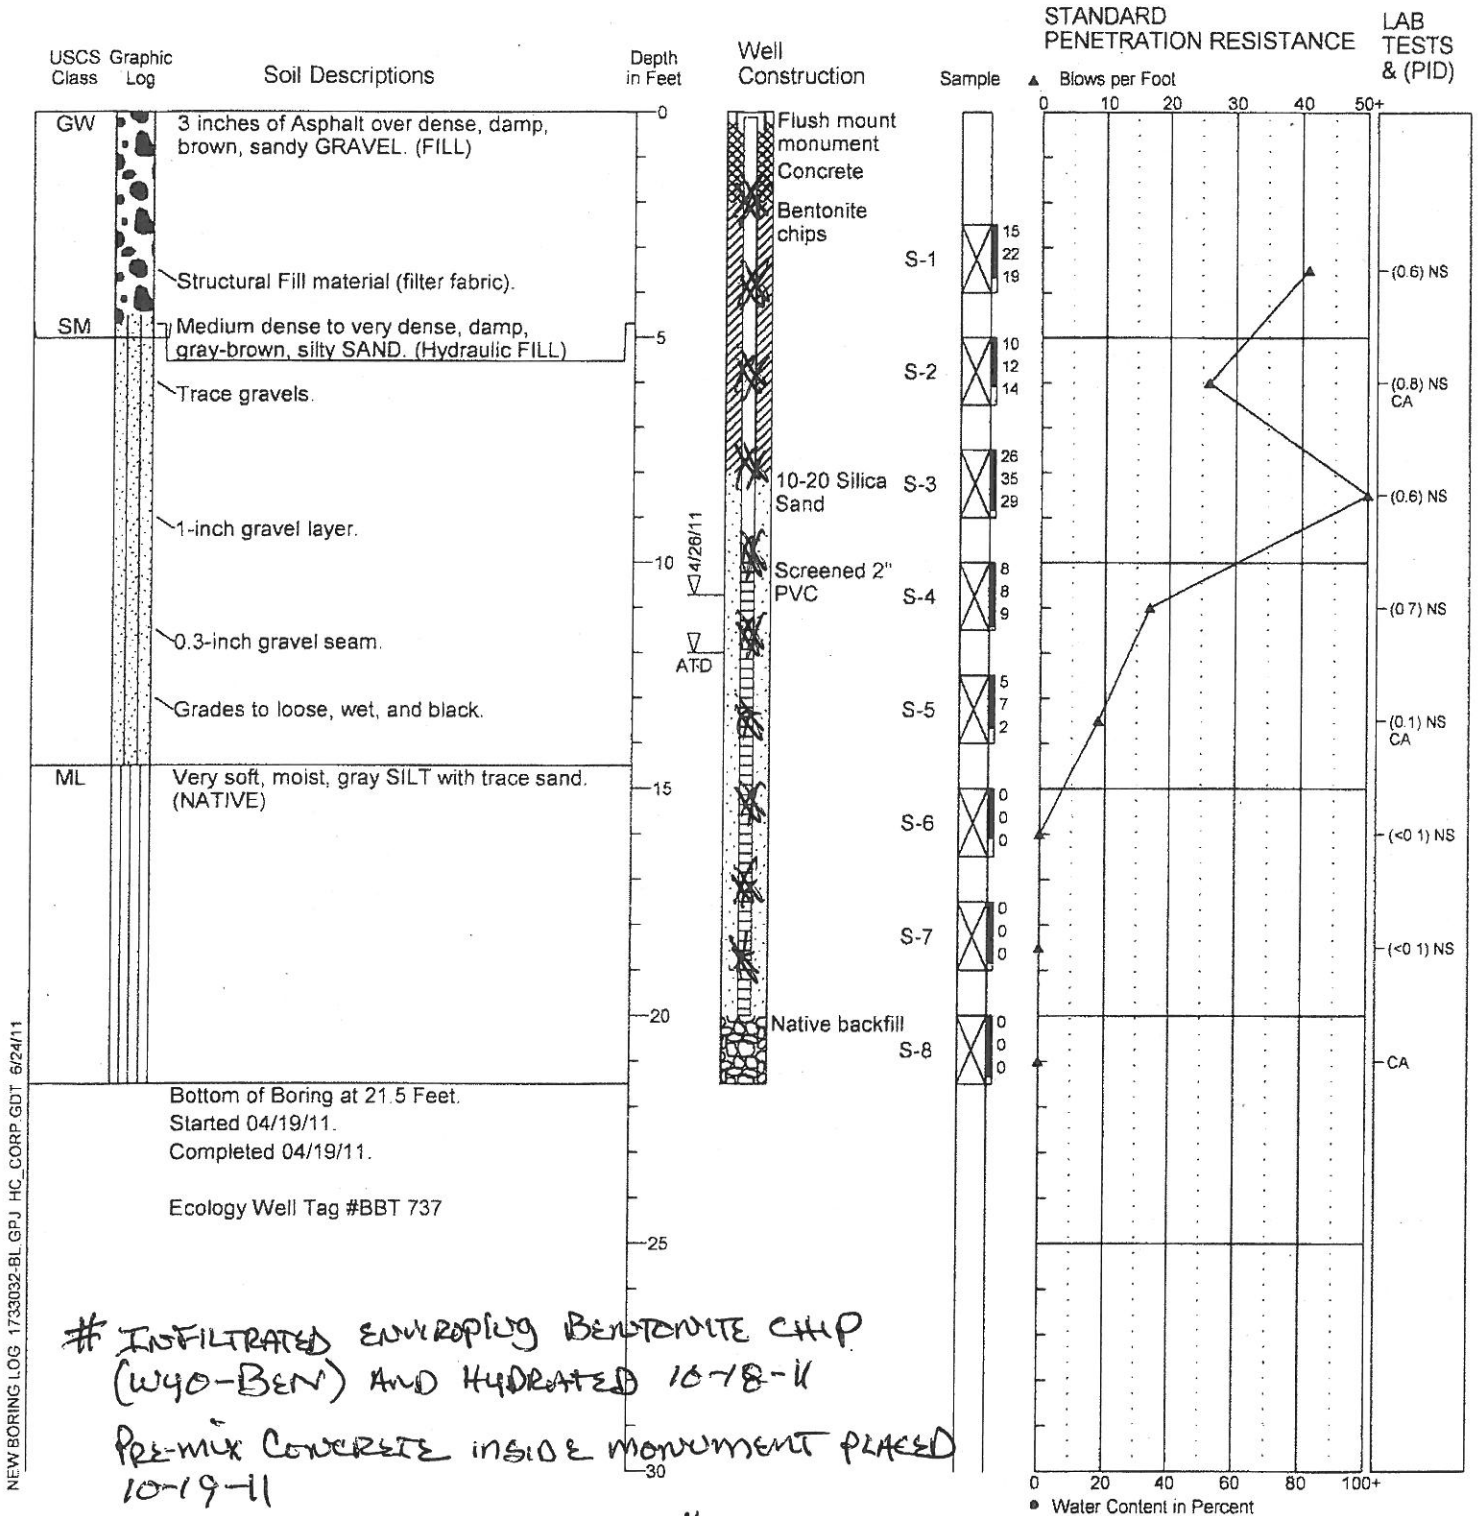 STANDARD
PENETRATION RESISTANCE
LAB
TESTS
& (PID)
USCS Graphic
Class Log
Soil Descriptions
Depth
in Feet
Well
Construction
Sample
▲ Blows per Foot
0 10 20 30 40 50+
GW
3 inches of Asphalt over dense, damp,
brown, sandy GRAVEL. (FILL)
Structural Fill material (filter fabric).
SM
Medium dense to very dense, damp,
gray-brown, silty SAND. (Hydraulic FILL)
Trace gravels.
1-inch gravel layer.
0.3-inch gravel seam.
Grades to loose, wet, and black.
ML
Very soft, moist, gray SILT with trace sand.
(NATIVE)
Bottom of Boring at 21.5 Feet.
Started 04/19/11.
Completed 04/19/11.
Ecology Well Tag #BBT 737
0
5
10
15
20
25
30
4/26/11
ATD
Flush mount
monument
Concrete
Bentonite
chips
10-20 Silica
Sand
Screened 2"
PVC
Native backfill
S-1
15
22
19
(0.6) NS
S-2
10
12
14
(0.8) NS
CA
S-3
26
35
29
(0.6) NS
S-4
8
8
9
(0 7) NS
S-5
5
7
2
(0.1) NS
CA
S-6
0
0
0
(<0 1) NS
S-7
0
0
0
(<0 1) NS
S-8
0
0
0
CA
# INFILTRATED ENVIROPLUG BENTONITE CHIP
(WYO-BEN) AND HYDRATED 10-18-11
PRE-MIX CONCRETE INSIDE MONUMENT PLACED
10-19-11
0 20 40 60 80 100+
● Water Content in Percent
NEW BORING LOG 1733032-BL.GPJ HC_CORP.GDT 6/24/11